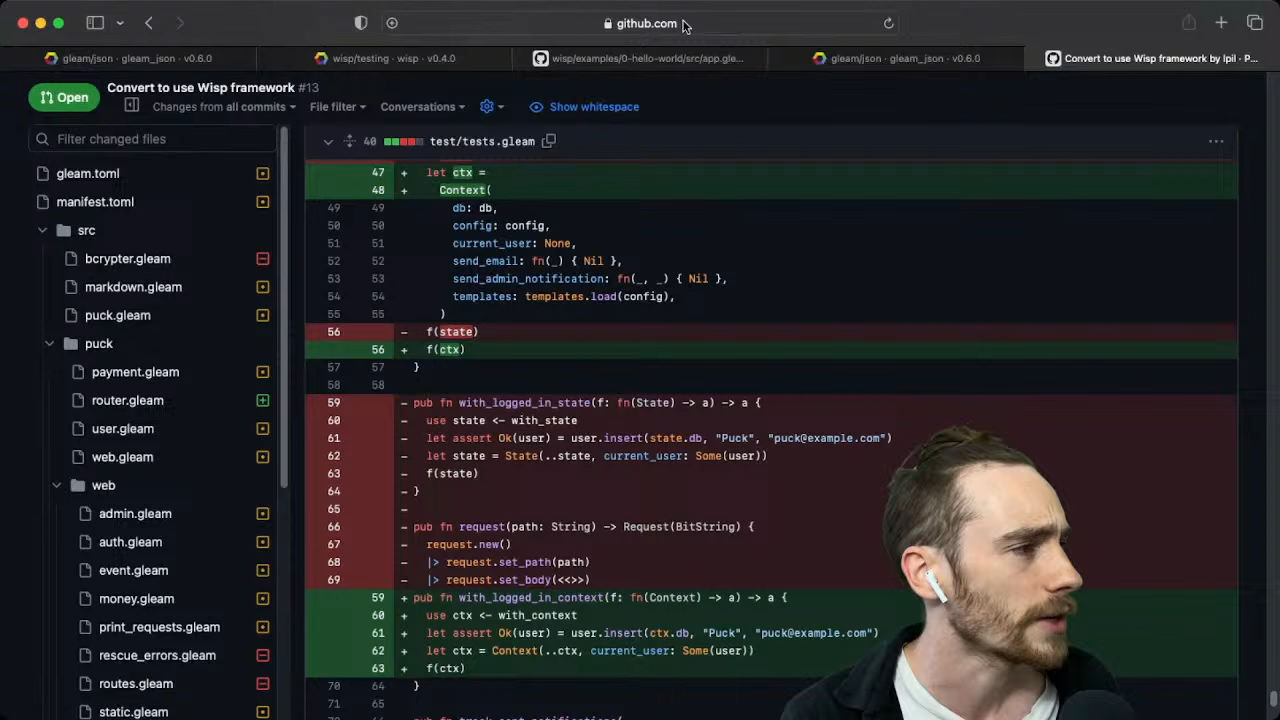 github.com
gleam/json · gleam_json · v0.6.0
wisp/testing · wisp · v0.4.0
wisp/examples/0-hello-world/src/app.gle...
gleam/json · gleam_json · v0.6.0
Convert to use Wisp framework by lpil · P...
Open
Convert to use Wisp framework #13
Changes from all commits
File filter
Conversations
Show whitespace
Filter changed files
gleam.toml
manifest.toml
src
bcrypter.gleam
markdown.gleam
puck.gleam
puck
payment.gleam
router.gleam
user.gleam
web.gleam
web
admin.gleam
auth.gleam
event.gleam
money.gleam
print_requests.gleam
rescue_errors.gleam
routes.gleam
static.gleam
40 test/tests.gleam
47 + let ctx =
48 + Context(
49 49 db: db,
50 50 config: config,
51 51 current_user: None,
52 52 send_email: fn(_) { Nil },
53 53 send_admin_notification: fn(_, _) { Nil },
54 54 templates: templates.load(config),
55 55 )
56 - f(state)
56 + f(ctx)
57 57 }
58 58
59 - pub fn with_logged_in_state(f: fn(State) -> a) -> a {
60 - use state <- with_state
61 - let assert Ok(user) = user.insert(state.db, "Puck", "puck@example.com")
62 - let state = State(..state, current_user: Some(user))
63 - f(state)
64 - }
65 -
66 - pub fn request(path: String) -> Request(BitString) {
67 - request.new()
68 - |> request.set_path(path)
69 - |> request.set_body(<<>>)
59 + pub fn with_logged_in_context(f: fn(Context) -> a) -> a {
60 + use ctx <- with_context
61 + let assert Ok(user) = user.insert(ctx.db, "Puck", "puck@example.com")
62 + let ctx = Context(..ctx, current_user: Some(user))
63 + f(ctx)
70 64 }
71 65